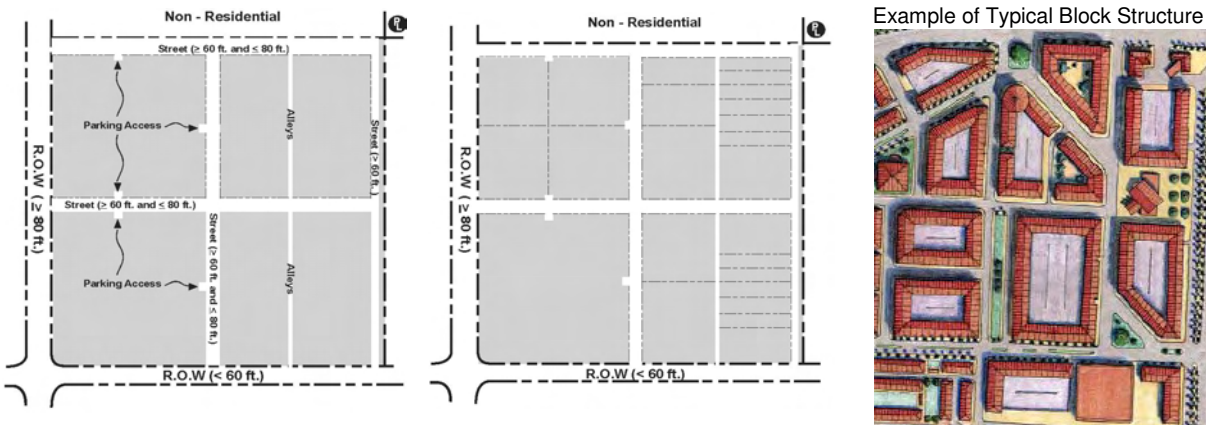 Non - Residential
PL
Street (≥ 60 ft. and ≤ 80 ft.)
Parking Access
Alleys
Street (≥ 60 ft.)
R.O.W (≥ 80 ft.)
Street (≥ 60 ft. and ≤ 80 ft.)
Street (≥ 60 ft. and ≤ 80 ft.)
Parking Access
Alleys
R.O.W (< 60 ft.)
Non - Residential
PL
R.O.W (≥ 80 ft.)
R.O.W (< 60 ft.)
Example of Typical Block Structure